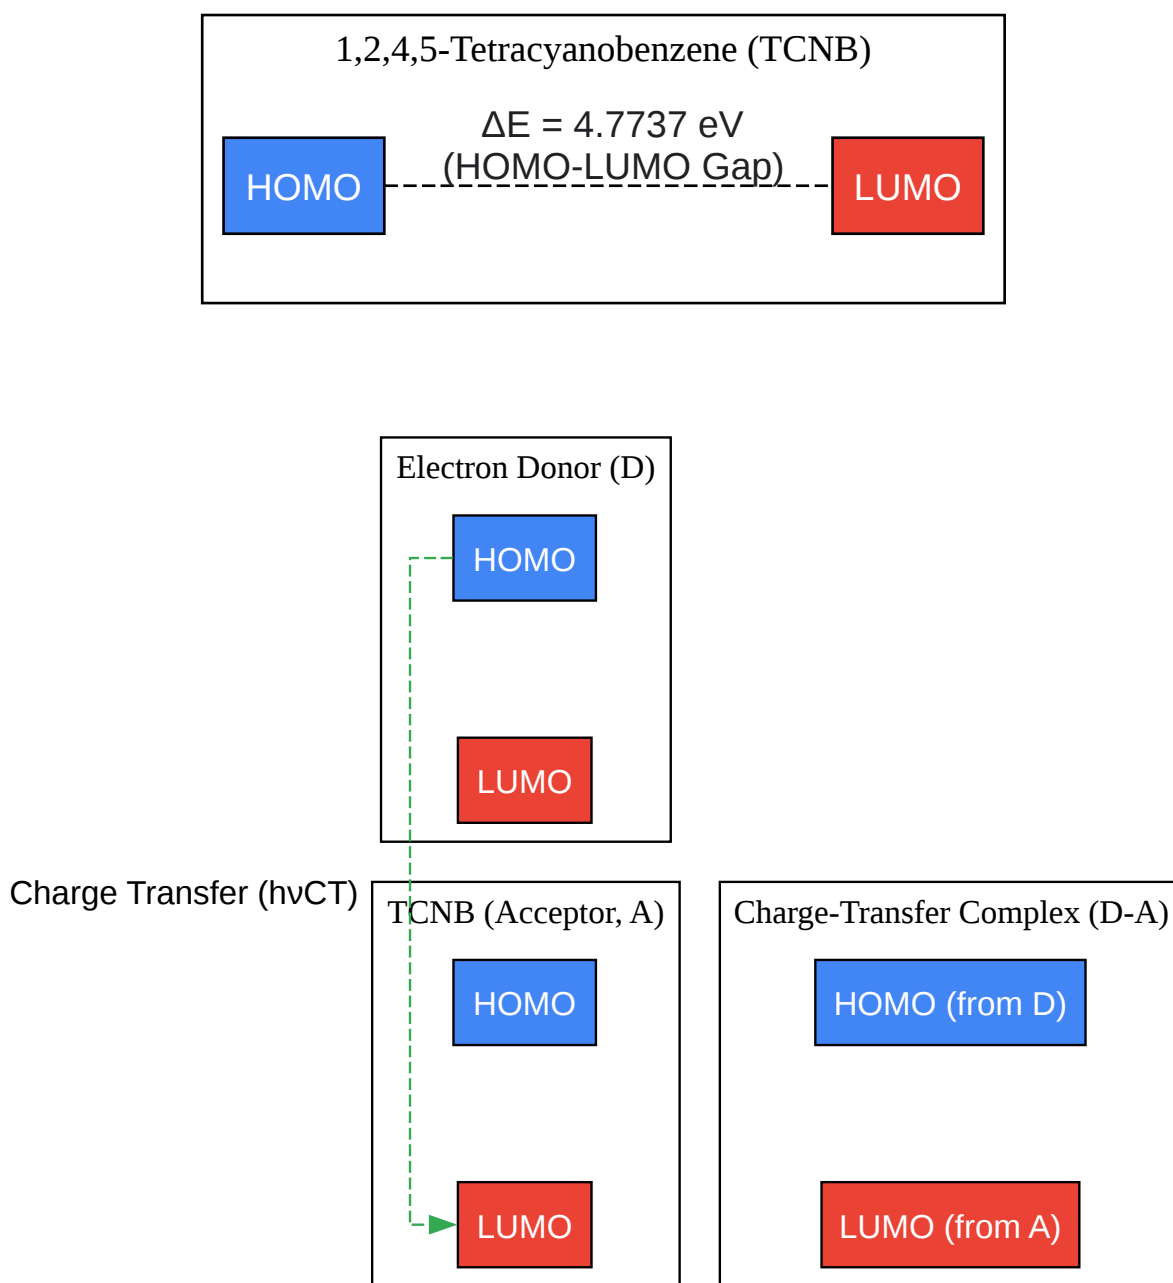 1,2,4,5-Tetracyanobenzene (TCNB)
ΔE = 4.7737 eV
(HOMO-LUMO Gap)
HOMO
LUMO
Electron Donor (D)
HOMO
LUMO
Charge Transfer (hνCT)
TCNB (Acceptor, A)
HOMO
LUMO
Charge-Transfer Complex (D-A)
HOMO (from D)
LUMO (from A)